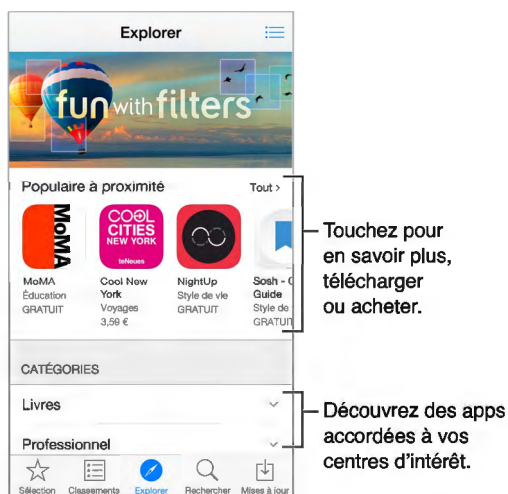 Explorer
fun with filters
Populaire à proximité
Tout >
MoMA
COOL
CITIES
NEW YORK
teNeues
MoMA
Éducation
GRATUIT
Cool New
York
Voyages
3,59 €
NightUp
Style de vie
GRATUIT
Sosh - 
Guide
Style de
GRATUIT
Touchez pour
en savoir plus,
télécharger
ou acheter.
CATÉGORIES
Livres
Professionnel
Découvrez des apps
accordées à vos
centres d'intérêt.
Sélection
Classements
Explorer
Rechercher
Mises à jour